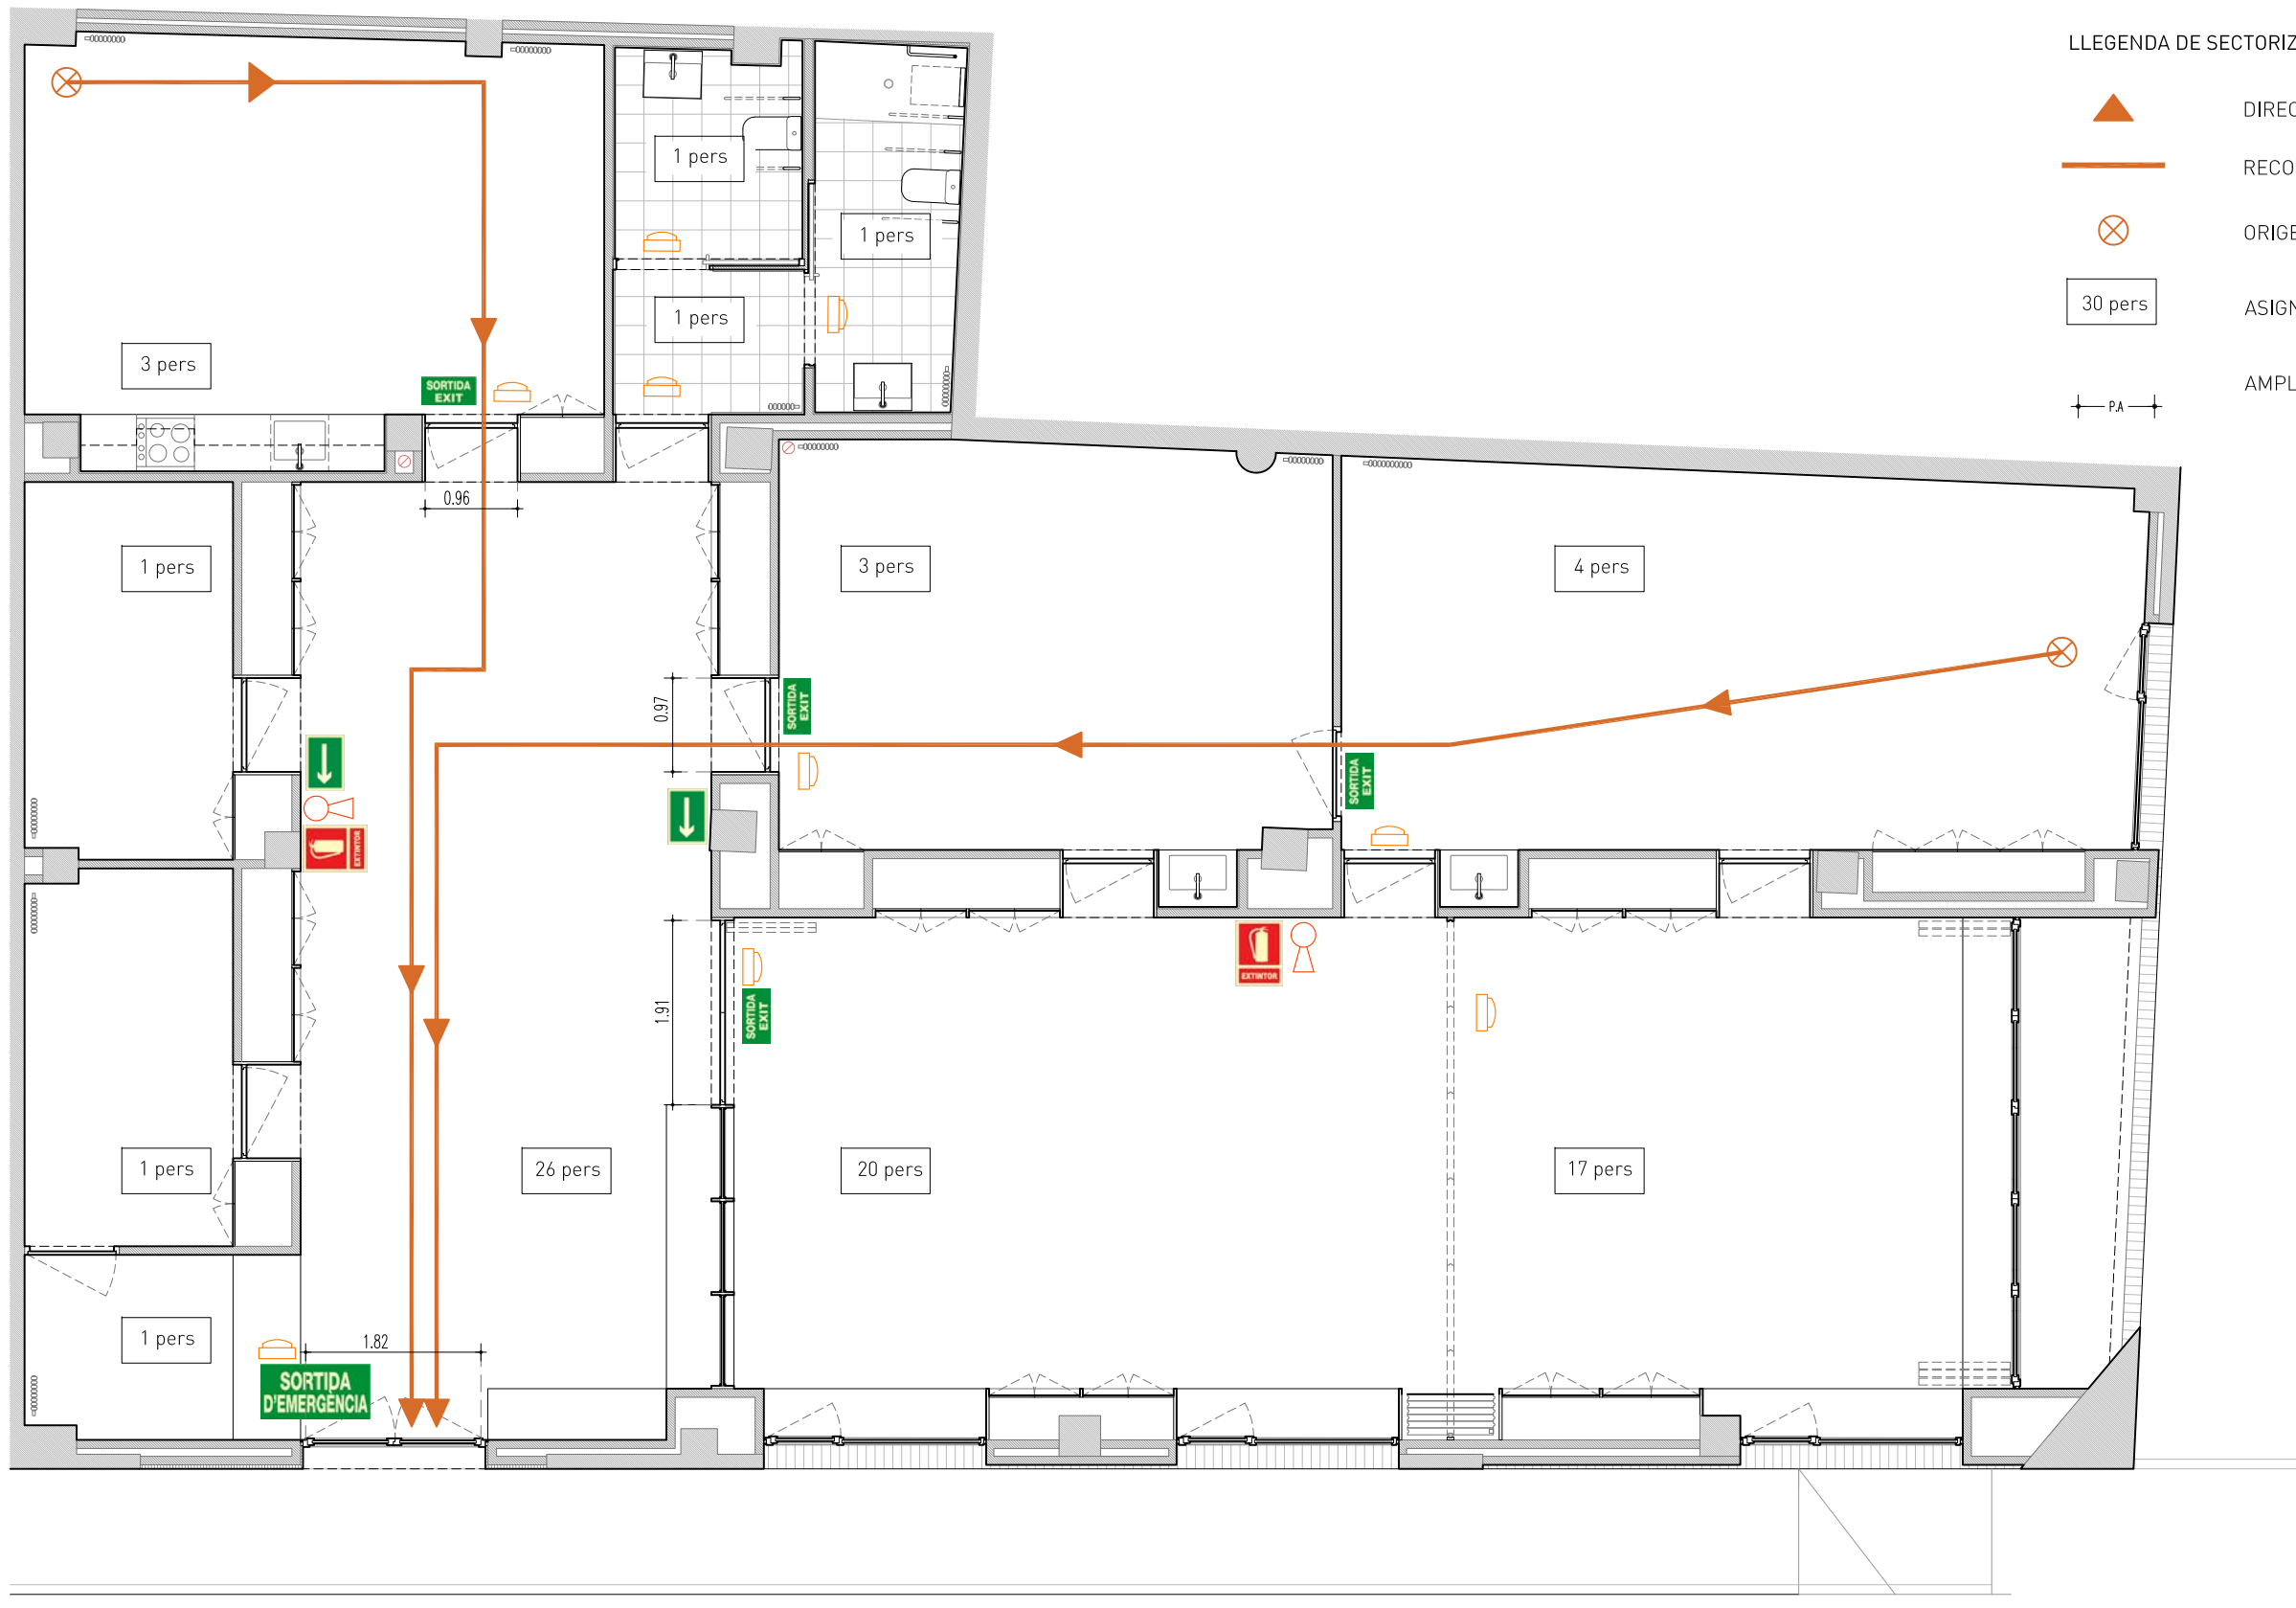 LLEGENDA DE SECTORIZ
DIREC
RECO
ORIGE
30 pers
ASIGN
AMPL
P.A
1 pers
1 pers
1 pers
3 pers
SORTIDA
EXIT
0.96
1 pers
3 pers
4 pers
0.97
SORTIDA
EXIT
SORTIDA
EXIT
EXTINTOR
1.91
SORTIDA
EXIT
EXTINTOR
1 pers
26 pers
20 pers
17 pers
1 pers
1.82
SORTIDA
D'EMERGÈNCIA